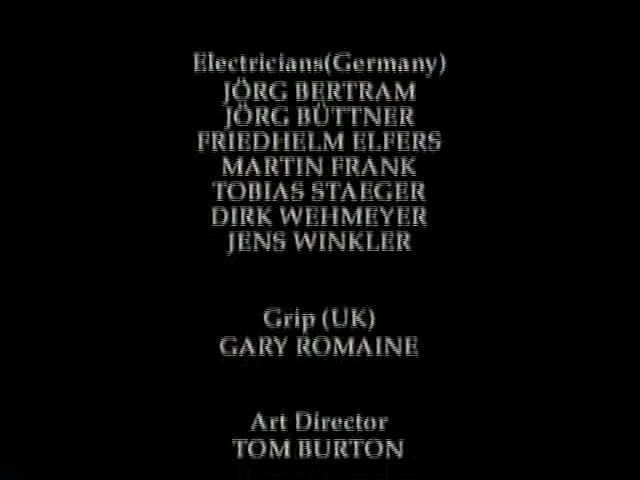 Electricians(Germany)
JÖRG BERTRAM
JÖRG BÜTTNER
FRIEDHELM ELFERS
MARTIN FRANK
TOBIAS STAEGER
DIRK WEHMEYER
JENS WINKLER
Grip (UK)
GARY ROMAINE
Art Director
TOM BURTON